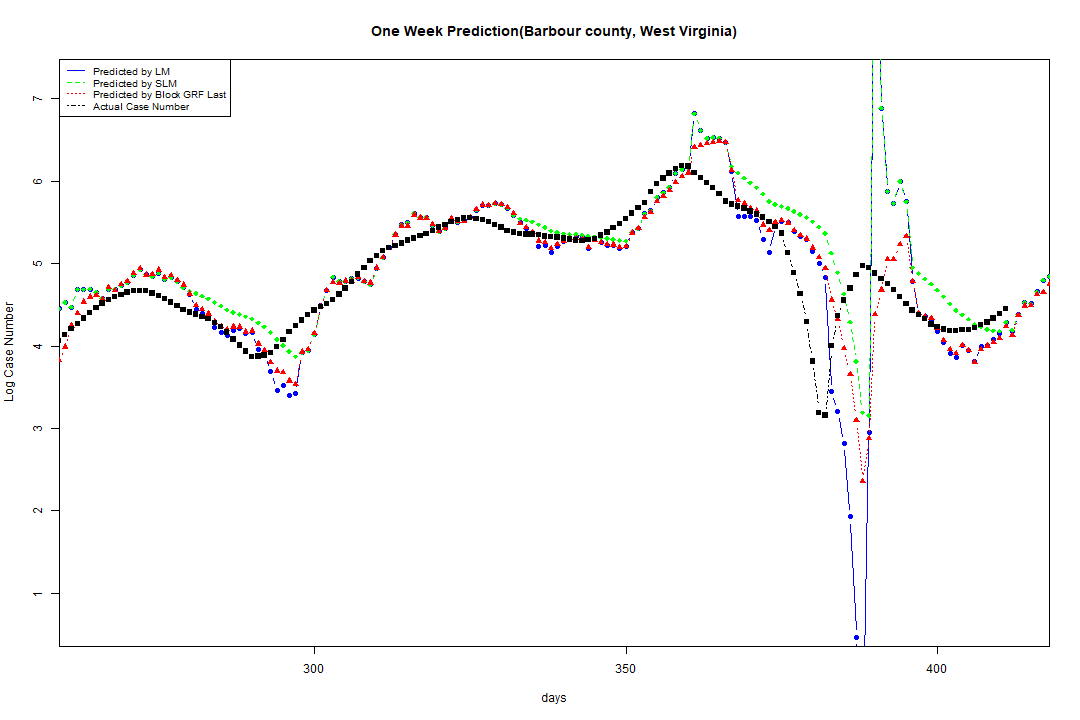 One Week Prediction(Barbour county, West Virginia)
Predicted by LM
Predicted by SLM
Predicted by Block GRF Last
Actual Case Number
7
6
5
4
3
2
1
Log Case Number
300
350
400
days